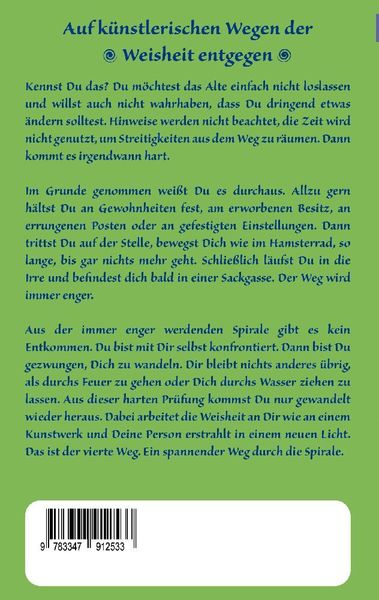 Auf künstlerischen Wegen der
Weisheit entgegen
Kennst Du das? Du möchtest das Alte einfach nicht loslassen
und willst auch nicht wahrhaben, dass Du dringend etwas
ändern solltest. Hinweise werden nicht beachtet, die Zeit wird
nicht genutzt, um Streitigkeiten aus dem Weg zu räumen. Dann
kommt es irgendwann hart.
Im Grunde genommen weißt Du es durchaus. Allzu gern
hältst Du an Gewohnheiten fest, am erworbenen Besitz, an
errungenen Posten oder an gefestigten Einstellungen. Dann
trittst Du auf der Stelle, bewegst Dich wie im Hamsterrad, so
lange, bis gar nichts mehr geht. Schließlich läufst Du in die
Irre und befindest dich bald in einer Sackgasse. Der Weg wird
immer enger.
Aus der immer enger werdenden Spirale gibt es kein
Entkommen. Du bist mit Dir selbst konfrontiert. Dann bist Du
gezwungen, Dich zu wandeln. Dir bleibt nichts anderes übrig,
als durchs Feuer zu gehen oder Dich durchs Wasser ziehen zu
lassen. Aus dieser harten Prüfung kommst Du nur gewandelt
wieder heraus. Dabei arbeitet die Weisheit an Dir wie an einem
Kunstwerk und Deine Person erstrahlt in einem neuen Licht.
Das ist der vierte Weg. Ein spannender Weg durch die Spirale.
9 783347 912533